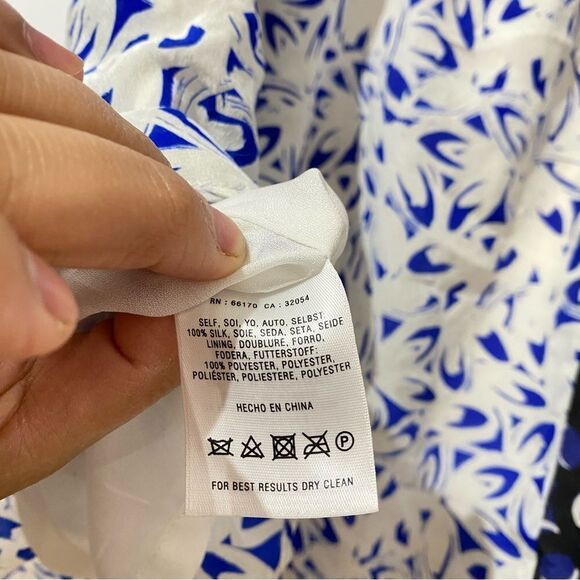 RN : 66170 CA : 32054
SELF, SOI, YO, AUTO, SELBST
100% SILK, SOIE, SEDA, SETA, SEIDE
LINING, DOUBLURE, FORRO,
FODERA, FUTTERSTOFF:
100% POLYESTER, POLYESTER,
POLIÉSTER, POLIESTERE, POLYESTER
HECHO EN CHINA
P
FOR BEST RESULTS DRY CLEAN